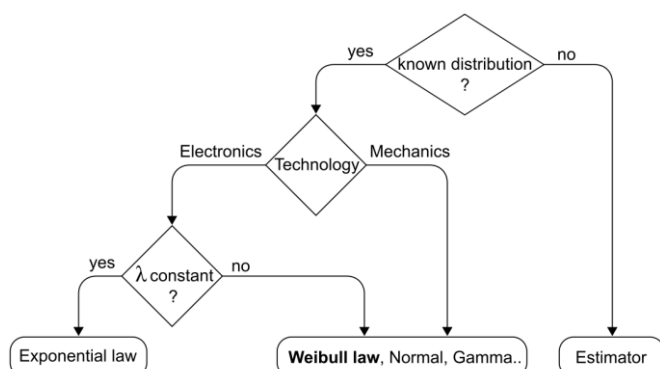 known distribution
?
yes
no
Technology
Electronics
Mechanics
λ constant
?
yes
no
Exponential law
Weibull law, Normal, Gamma..
Estimator